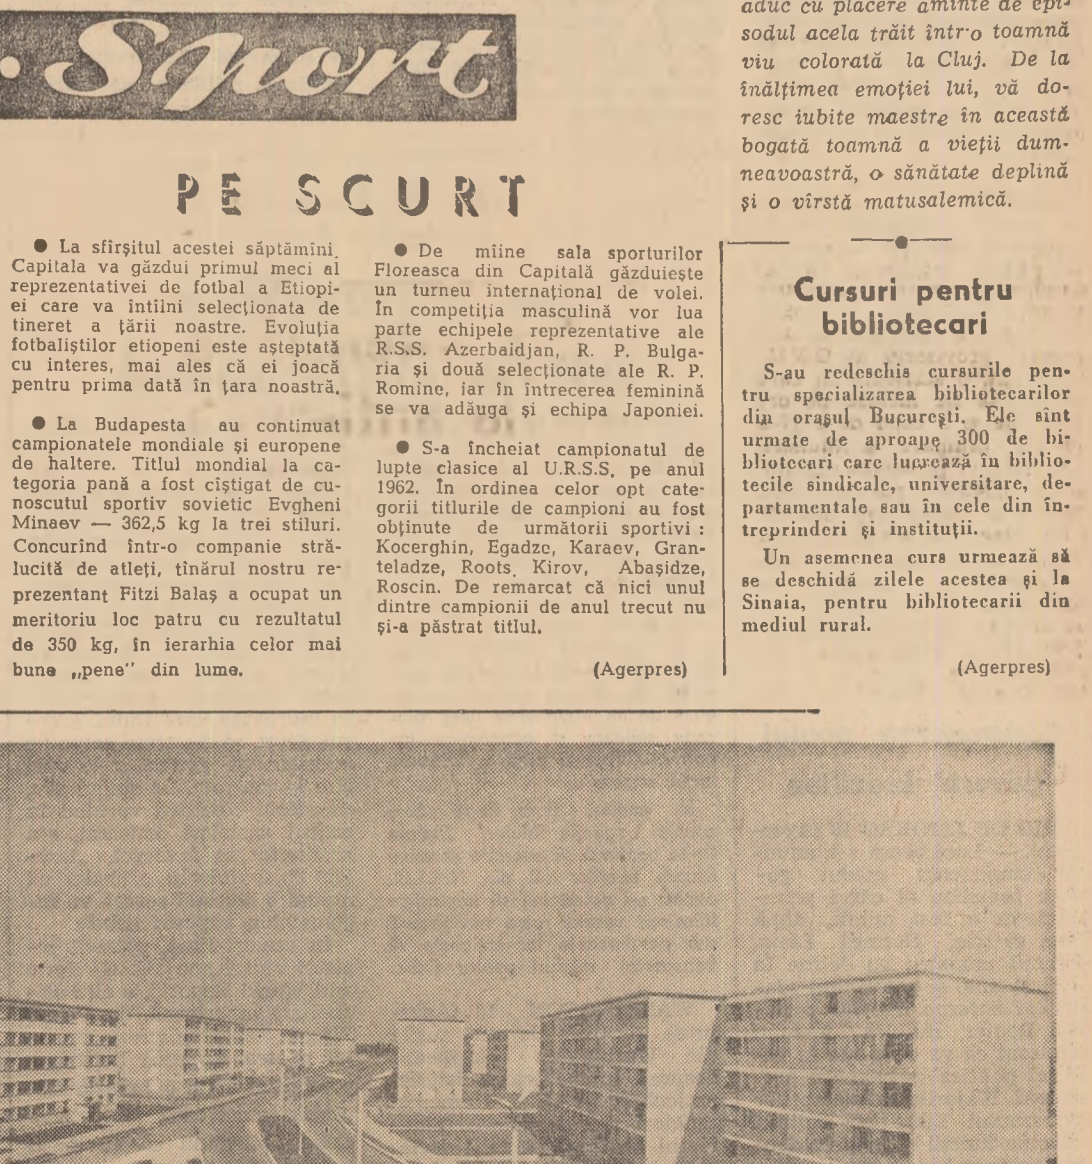 • Sport
PE SCURT
● La sfîrșitul acestei săptămîni,
Capitala va găzdui primul meci al
reprezentativei de fotbal a Etiopi-
ei care va întîlni selecționata de
tineret a țării noastre. Evoluția
fotbaliștilor etiopeni este așteptată
cu interes, mai ales că ei joacă
pentru prima dată în țara noastră.
● La Budapesta au continuat
campionatele mondiale și europene
de haltere. Titlul mondial la ca-
tegoria pană a fost cîștigat de cu-
noscutul sportiv sovietic Evgheni
Minaev — 362,5 kg la trei stiluri.
Concurînd într-o companie stră-
lucită de atleți, tînărul nostru re-
prezentant Fitzi Balaș a ocupat un
meritoriu loc patru cu rezultatul
de 350 kg, în ierarhia celor mai
bune „pene" din lume.
● De mîine sala sporturilor
Floreasca din Capitală găzduiește
un turneu internațional de volei.
În competiția masculină vor lua
parte echipele reprezentative ale
R.S.S. Azerbaidjan, R. P. Bulga-
ria și două selecționate ale R. P.
Romîne, iar în întrecerea feminină
se va adăuga și echipa Japoniei.
● S-a încheiat campionatul de
lupte clasice al U.R.S.S. pe anul
1962. În ordinea celor opt cate-
gorii titlurile de campioni au fost
obținute de următorii sportivi :
Kocerghin, Egadze, Karaev, Gran-
teladze, Roots, Kirov, Abașidze,
Roscin. De remarcat că nici unul
dintre campionii de anul trecut nu
și-a păstrat titlul.
(Agerpres)
aduc cu plăcere aminte de epi-
sodul acela trăit într-o toamnă
viu colorată la Cluj. De la
înălțimea emoției lui, vă do-
resc iubite maestre în această
bogată toamnă a vieții dum-
neavoastră, o sănătate deplină
și o vîrstă matusalemică.
Cursuri pentru
bibliotecari
S-au redeschis cursurile pen-
tru specializarea bibliotecarilor
din orașul București. Ele sînt
urmate de aproape 300 de bi-
bliotecari care lucrează în biblio-
tecile sindicale, universitare, de-
partamentale sau în cele din în-
treprinderi și instituții.
Un asemenea curs urmează să
se deschidă zilele acestea și la
Sinaia, pentru bibliotecarii din
mediul rural.
(Agerpres)